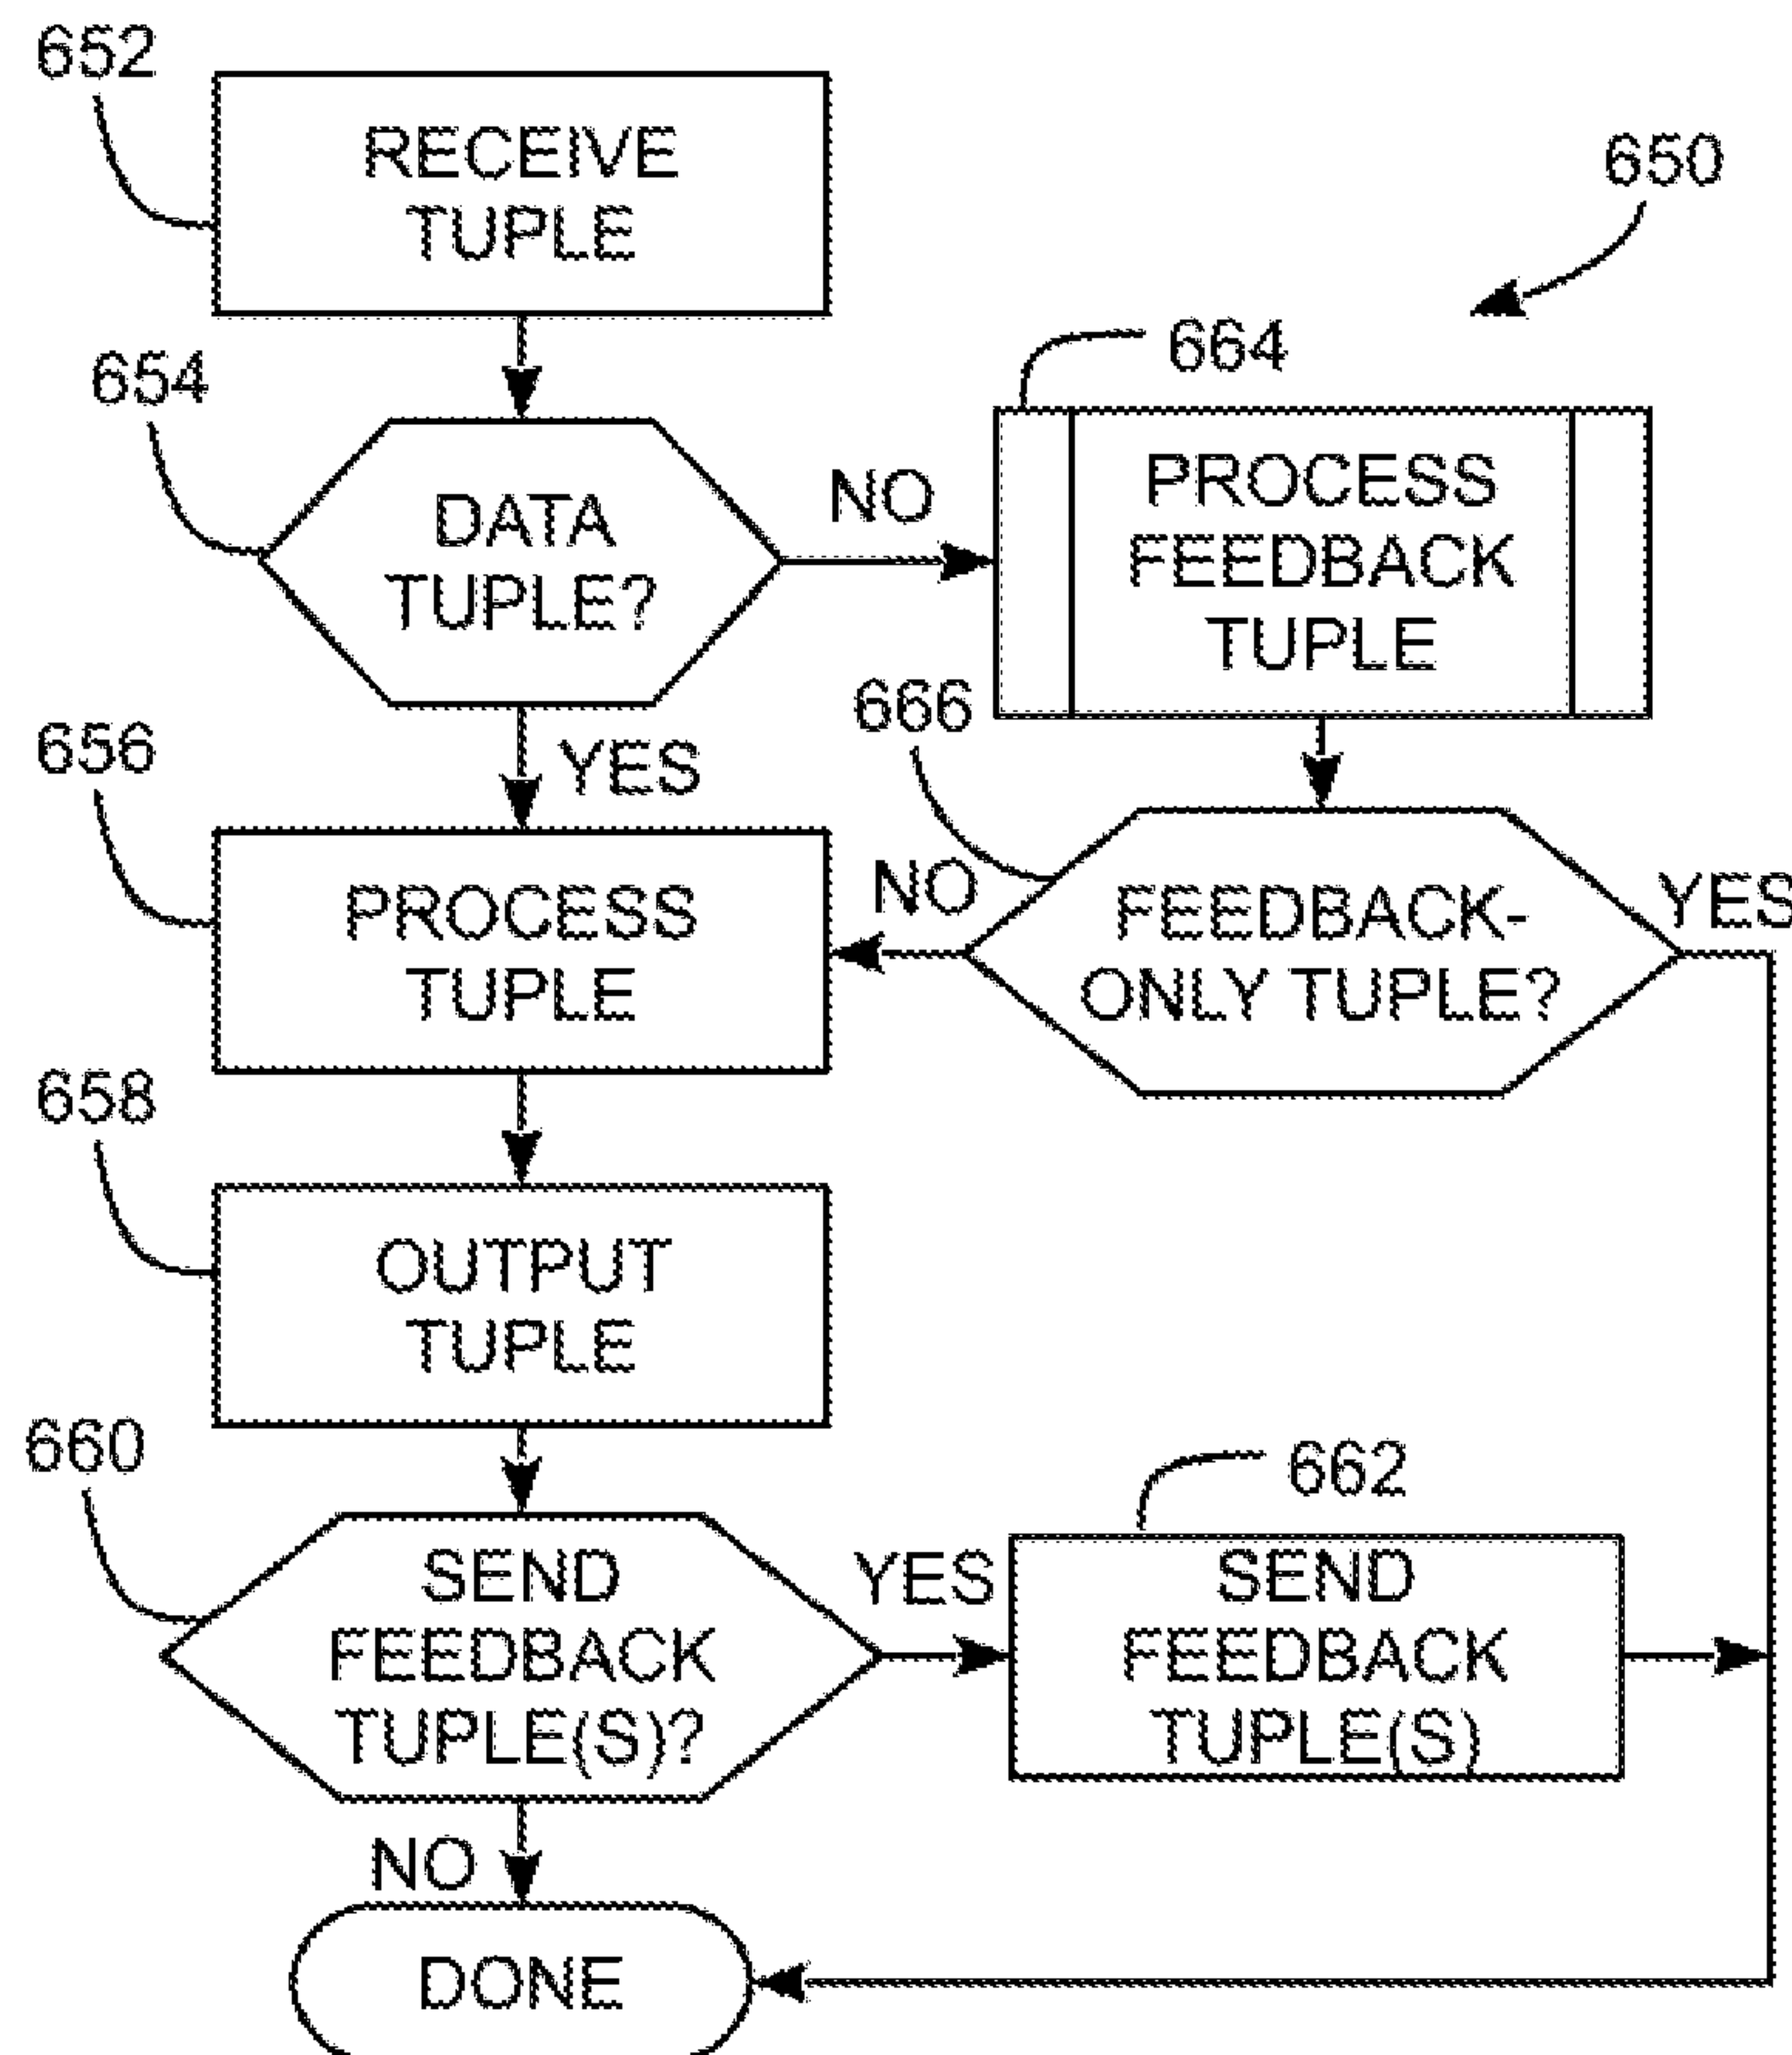 652
RECEIVE
TUPLE
650
654
DATA
TUPLE?
NO
664
PROCESS
FEEDBACK
TUPLE
YES
656
PROCESS
TUPLE
666
NO
FEEDBACK-
ONLY TUPLE?
YES
658
OUTPUT
TUPLE
660
SEND
FEEDBACK
TUPLE(S)?
YES
662
SEND
FEEDBACK
TUPLE(S)
NO
DONE